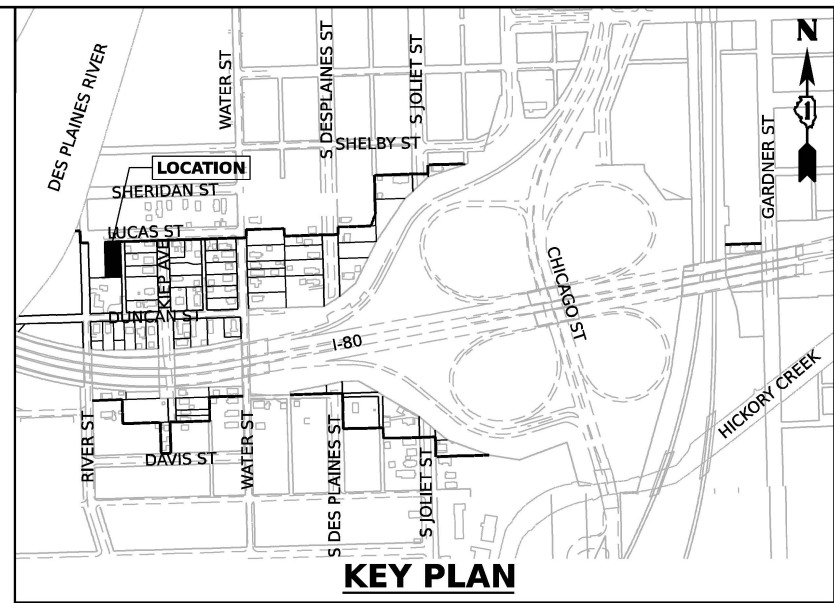 N
DES PLAINES RIVER
WATER ST
S DESPLAINES ST
S JOLIET ST
GARDNER ST
SHELBY ST
LOCATION
SHERIDAN ST
LUCAS ST
KIEP AVE
DUNCAN ST
I-80
CHICAGO ST
HICKORY CREEK
RIVER ST
DAVIS ST
WATER ST
S DES PLAINES ST
S JOLIET ST
KEY PLAN